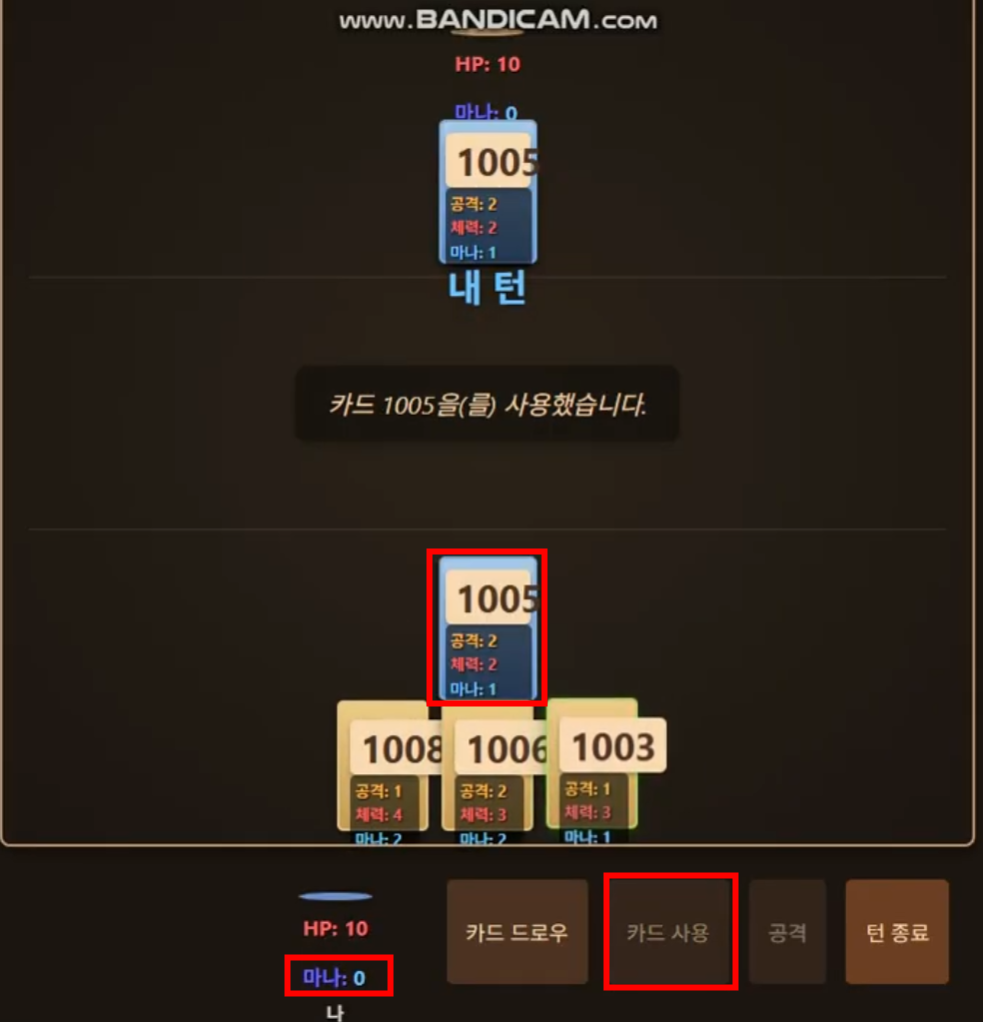 www.BANDICAM.com
HP: 10
마나: 0
1005
공격: 2
체력: 2
마나: 1
내 턴
카드 1005을(를) 사용했습니다.
1005
공격: 2
체력: 2
마나: 1
1008 1006 1003
공격: 1 공격: 2 공격: 1
체력: 4 체력: 3 체력: 3
마나: 2 마나: 2 마나: 1
HP: 10
마나: 0
나
카드 드로우 카드 사용 공격 턴 종료